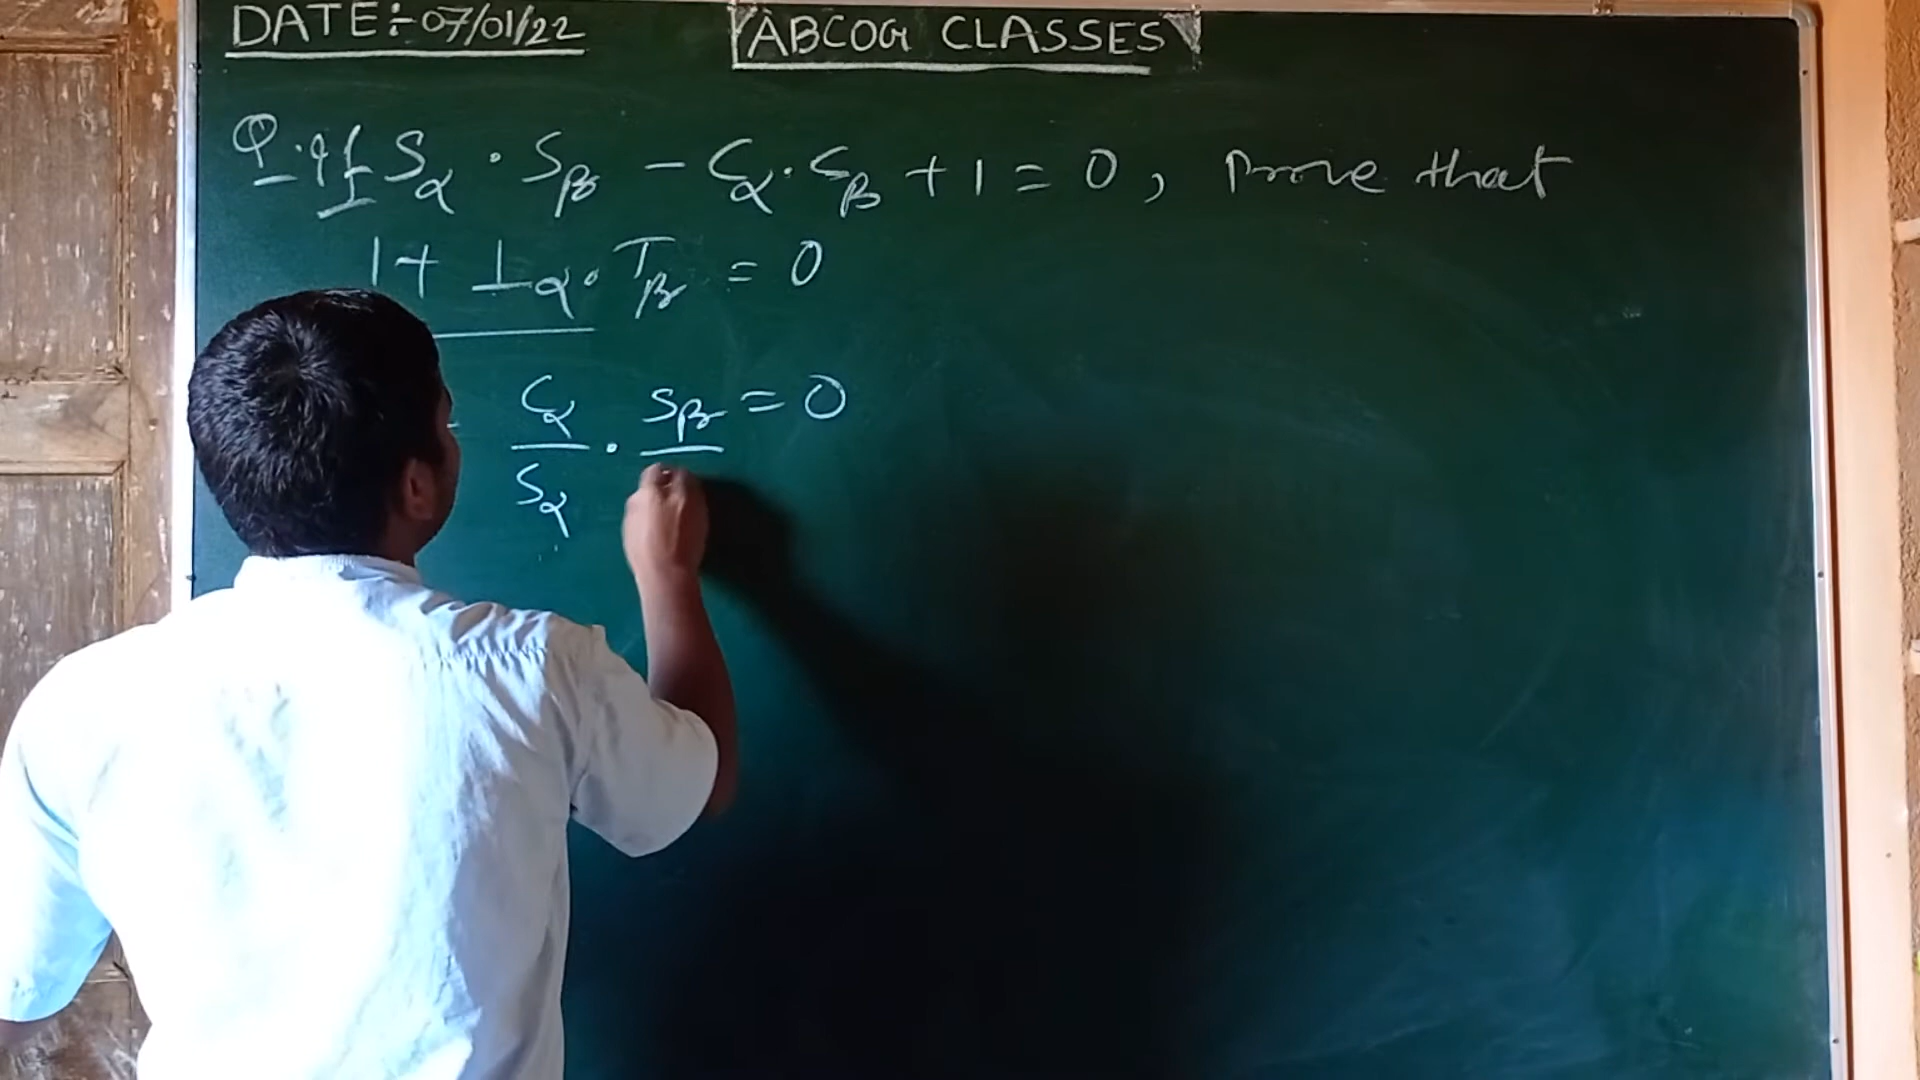 DATE:- 07/01/22
ABCOG CLASSES
Q. If Sα · Sβ - Cα · Cβ + 1 = 0, Prove that
1 + ⊥α · Tβ = 0
Cα/Sα · Sβ/ = 0